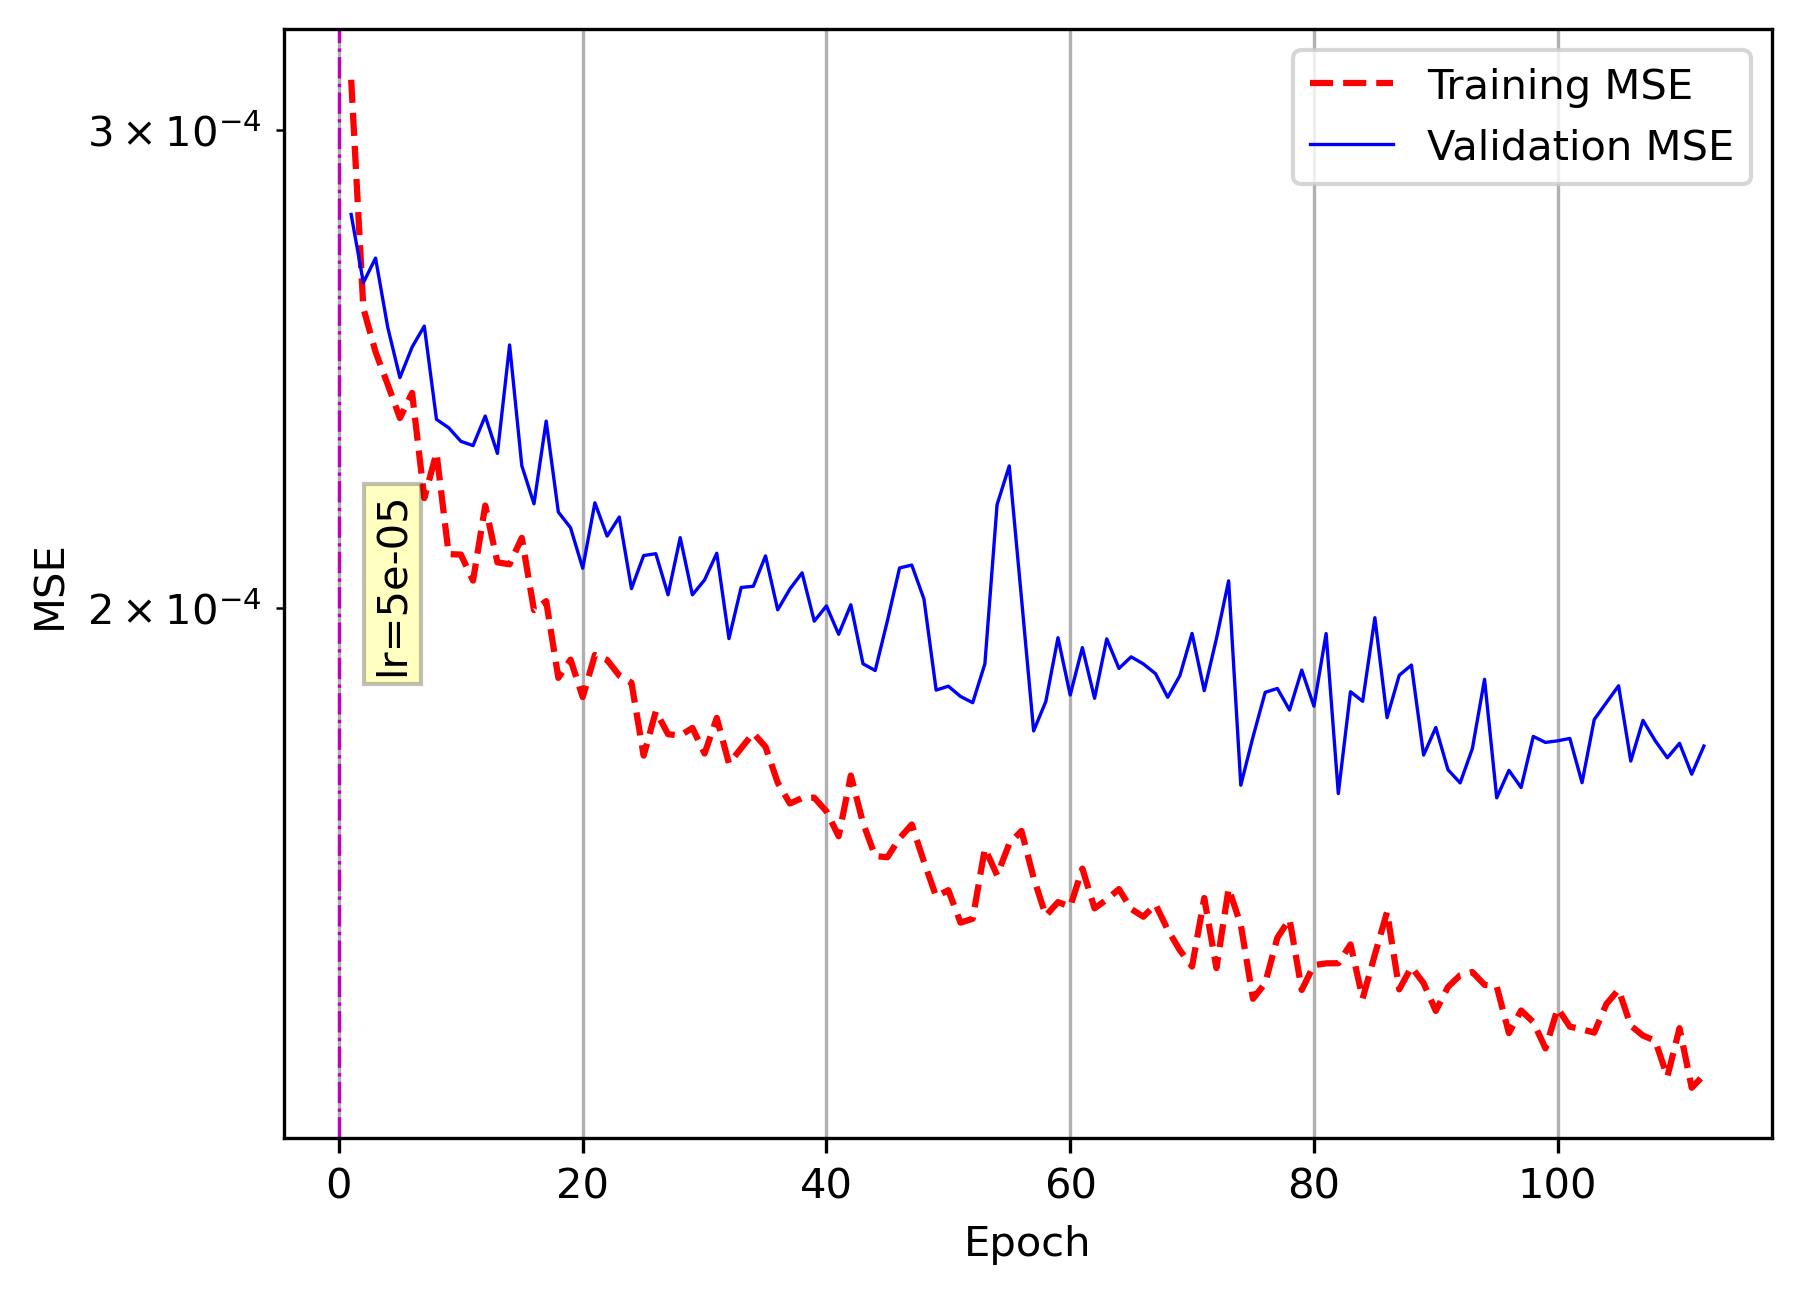 Training MSE
Validation MSE
3 × 10⁻⁴
2 × 10⁻⁴
MSE
lr=5e-05
0 20 40 60 80 100
Epoch